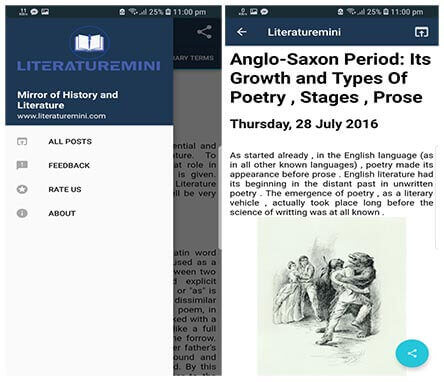 25% 11:00 pm
LITERATUREMINI
Mirror of History and
Literature
www.literaturemini.com
ALL POSTS
FEEDBACK
RATE US
ABOUT
RARY TERMS
ential and
ature. To
at role in
is given.
Literature
ll be very
atin word
used as a
ween two
explicit
or "as" is
dissimilar
poem, in
ked with a
like a full
he forrow.
er father's
ound and
d. By this
25% 11:00 pm
Literaturemini
Anglo-Saxon Period: Its
Growth and Types Of
Poetry , Stages , Prose
Thursday, 28 July 2016
As started already , in the English language (as
in all other known languages) , poetry made its
appearance before prose . English literature had
its beginning in the distant past in unwritten
poetry . The emergence of poetry , as a literary
vehicle , actually took place long before the
science of writting was at all known .